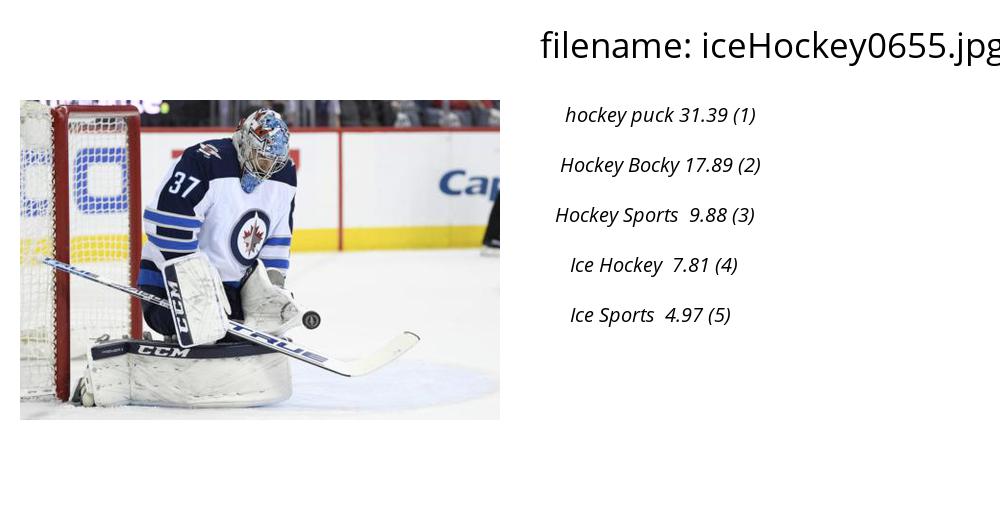 filename: iceHockey0655.jpg
hockey puck 31.39 (1)
Hockey Bocky 17.89 (2)
Hockey Sports 9.88 (3)
Ice Hockey 7.81 (4)
Ice Sports 4.97 (5)
37
Cap
CCM
TRUE
CCM